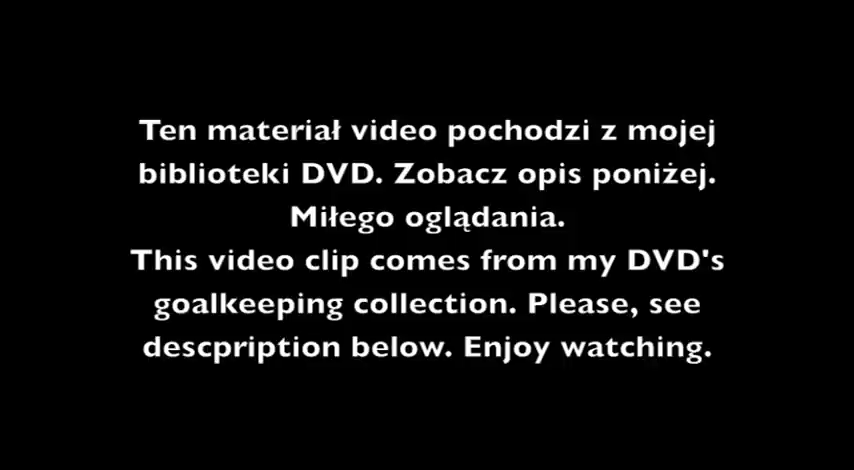 Ten materiał video pochodzi z mojej
biblioteki DVD. Zobacz opis poniżej.
Miłego oglądania.
This video clip comes from my DVD's
goalkeeping collection. Please, see
descpription below. Enjoy watching.